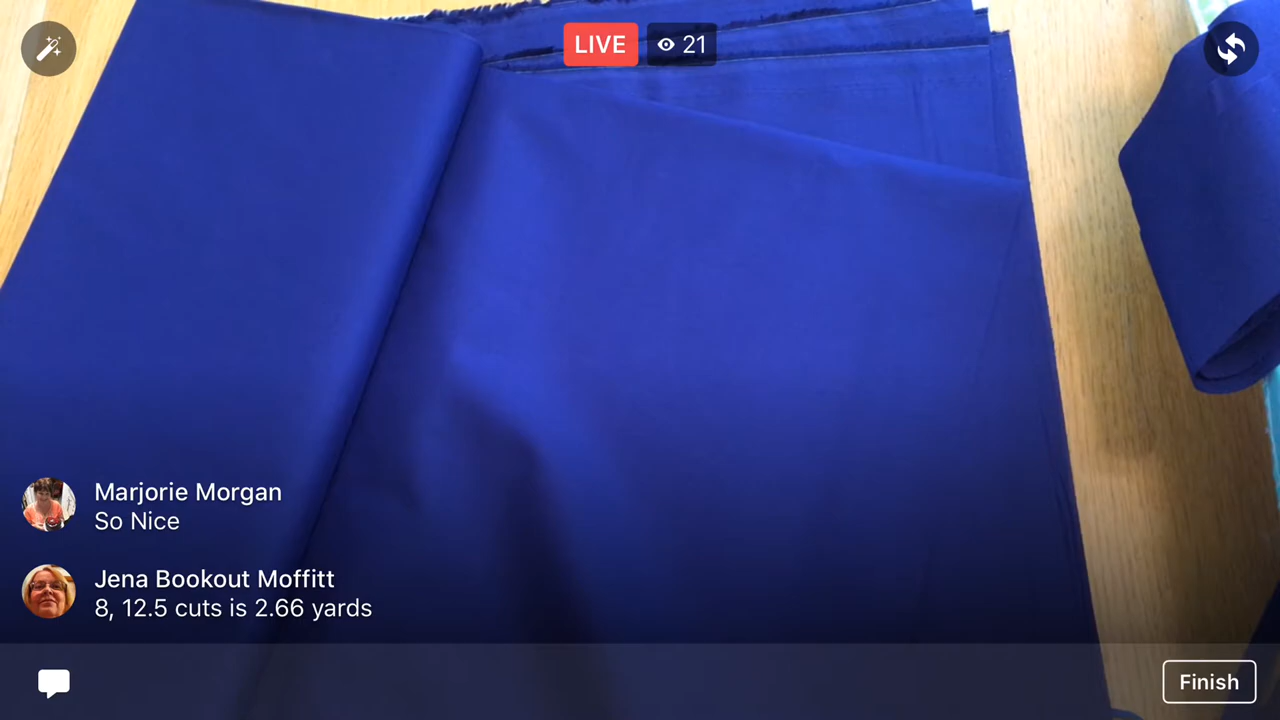 LIVE 21
Marjorie Morgan
So Nice
Jena Bookout Moffitt
8, 12.5 cuts is 2.66 yards
Finish